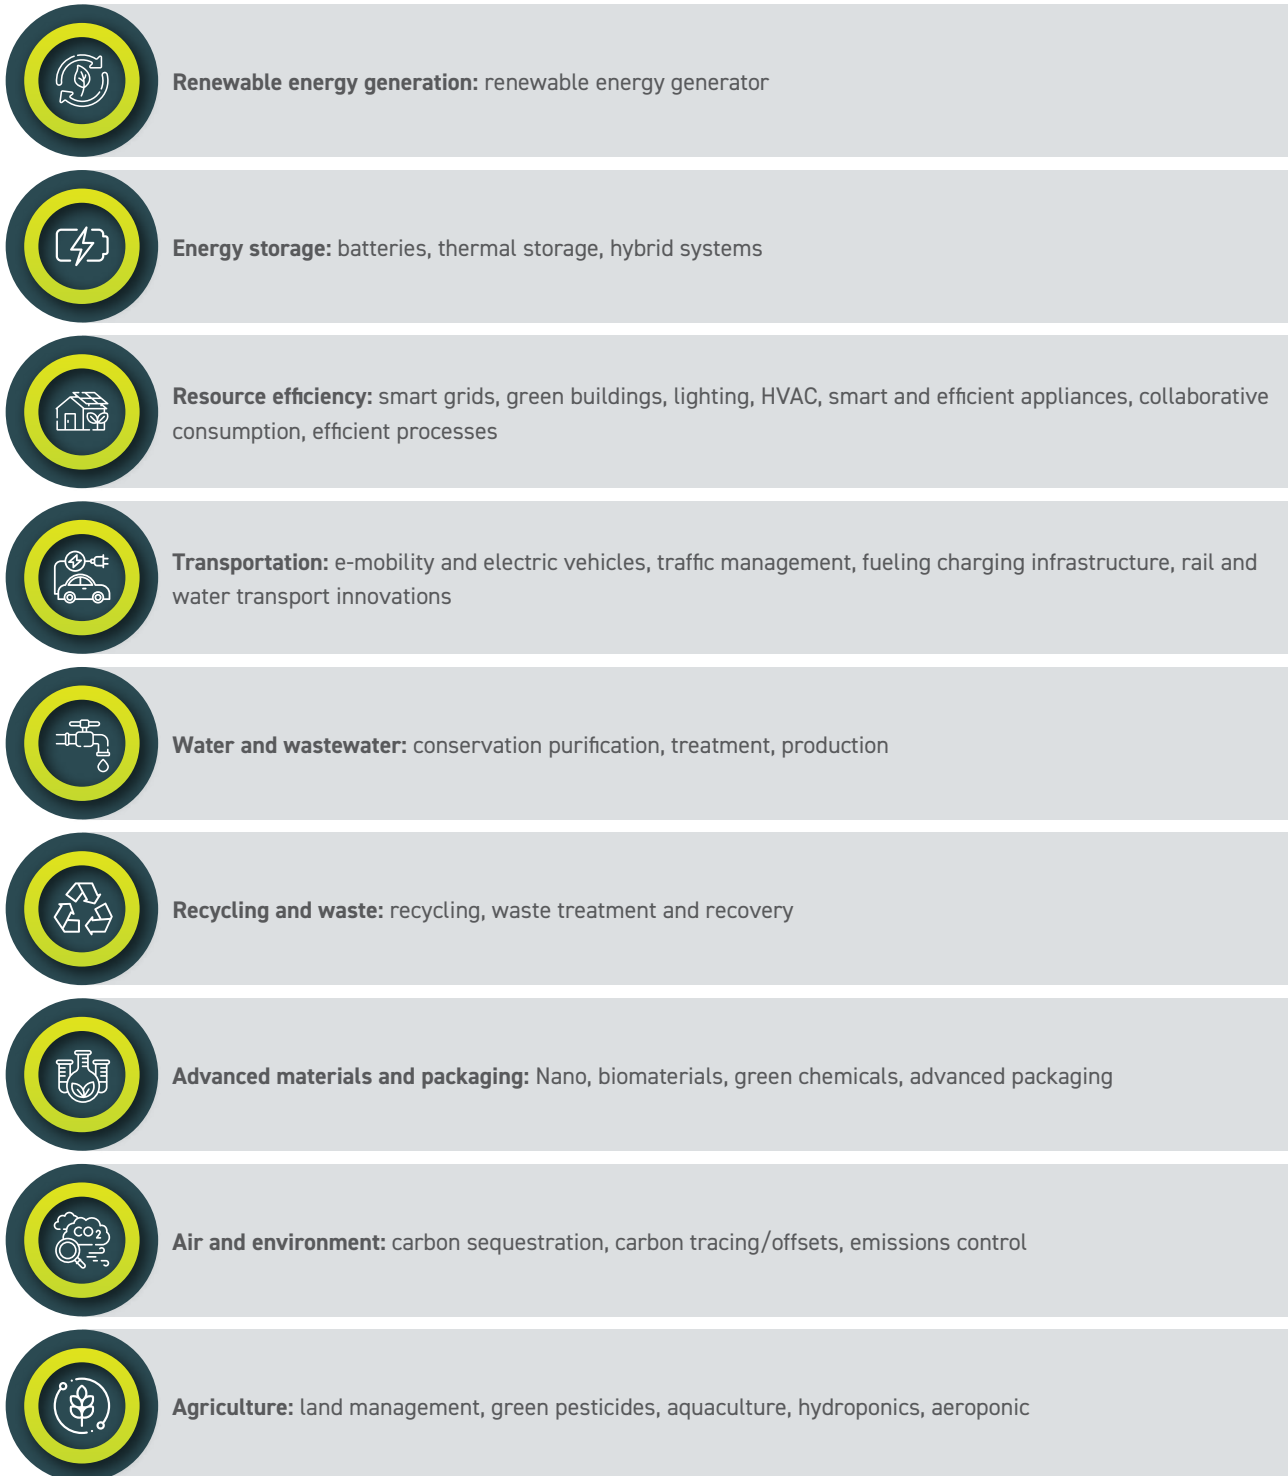 Renewable energy generation: renewable energy generator
Energy storage: batteries, thermal storage, hybrid systems
Resource efficiency: smart grids, green buildings, lighting, HVAC, smart and efficient appliances, collaborative
consumption, efficient processes
Transportation: e-mobility and electric vehicles, traffic management, fueling charging infrastructure, rail and
water transport innovations
Water and wastewater: conservation purification, treatment, production
Recycling and waste: recycling, waste treatment and recovery
Advanced materials and packaging: Nano, biomaterials, green chemicals, advanced packaging
CO2
Air and environment: carbon sequestration, carbon tracing/offsets, emissions control
Agriculture: land management, green pesticides, aquaculture, hydroponics, aeroponic